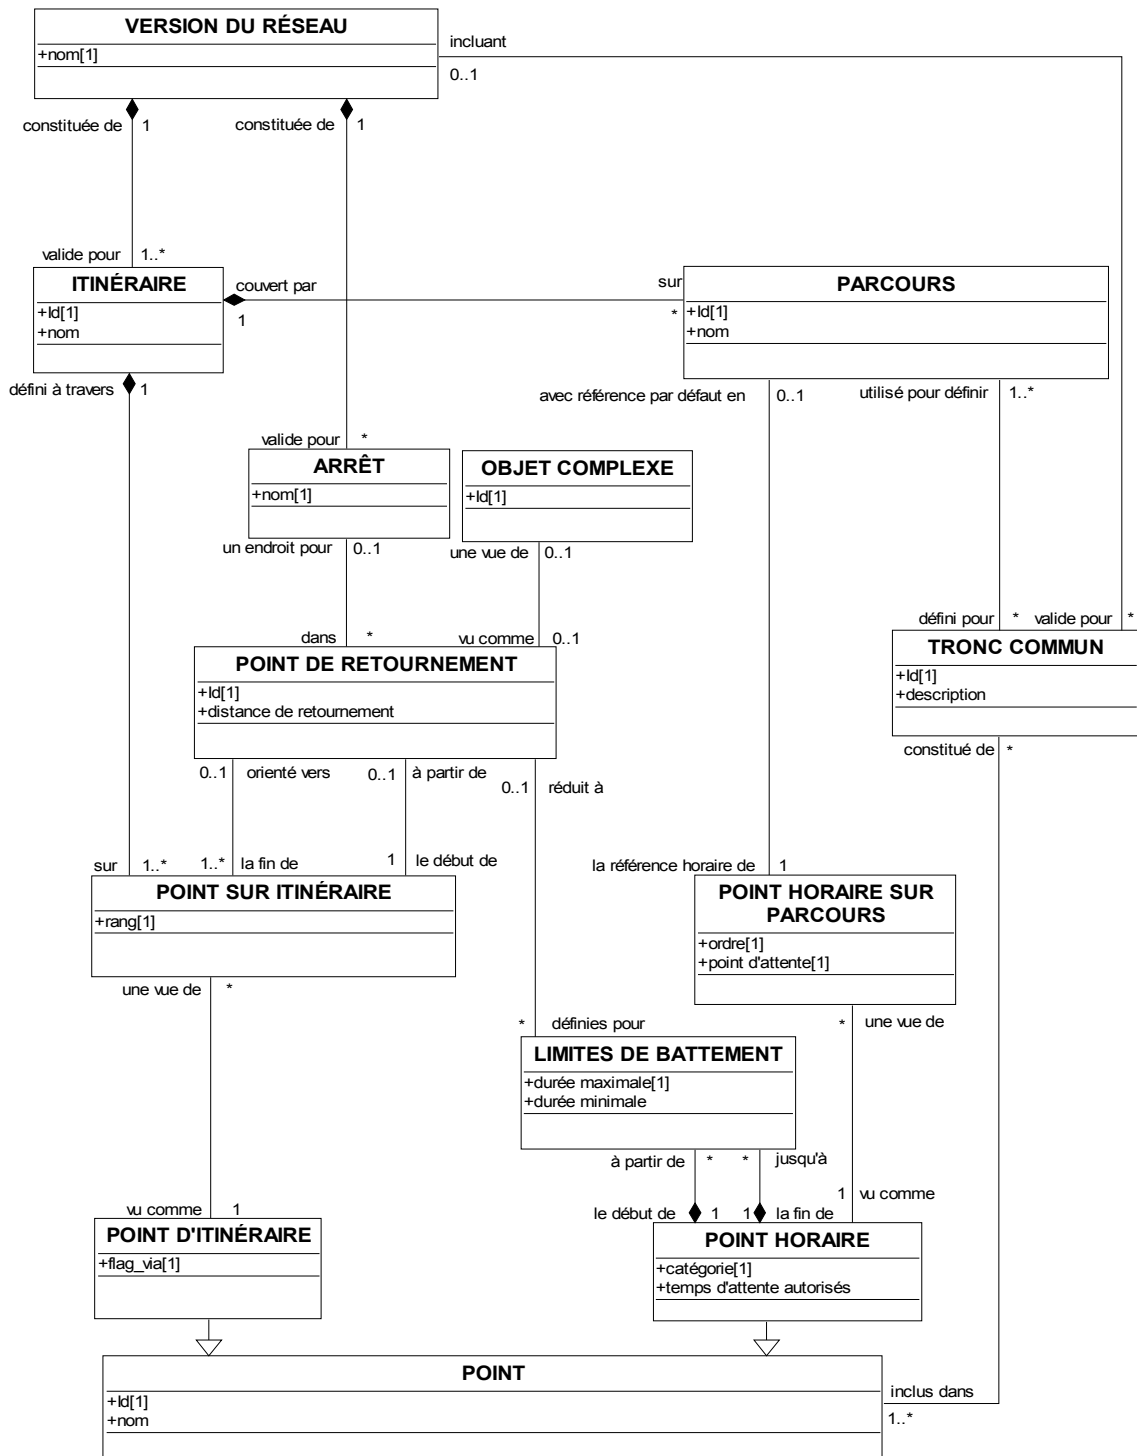 VERSION DU RÉSEAU
+nom[1]
incluant
0..1
constituée de 1
constituée de 1
valide pour 1..*
ITINÉRAIRE
+Id[1]
+nom
couvert par
1
sur
*
PARCOURS
+Id[1]
+nom
défini à travers 1
avec référence par défaut en 0..1
utilisé pour définir 1..*
valide pour *
ARRÊT
+nom[1]
OBJET COMPLEXE
+Id[1]
un endroit pour 0..1
une vue de 0..1
dans *
vu comme 0..1
défini pour *
valide pour *
POINT DE RETOURNEMENT
+Id[1]
+distance de retournement
TRONC COMMUN
+Id[1]
+description
constitué de *
0..1 orienté vers
0..1 à partir de
0..1 réduit à
sur 1..*
1..* la fin de
1 le début de
la référence horaire de 1
POINT SUR ITINÉRAIRE
+rang[1]
POINT HORAIRE SUR
PARCOURS
+ordre[1]
+point d'attente[1]
une vue de *
* définies pour
* une vue de
LIMITES DE BATTEMENT
+durée maximale[1]
+durée minimale
à partir de *
* jusqu'à
vu comme 1
le début de 1
1 la fin de
1 vu comme
POINT D'ITINÉRAIRE
+flag_via[1]
POINT HORAIRE
+catégorie[1]
+temps d'attente autorisés
POINT
+Id[1]
+nom
inclus dans
1..*